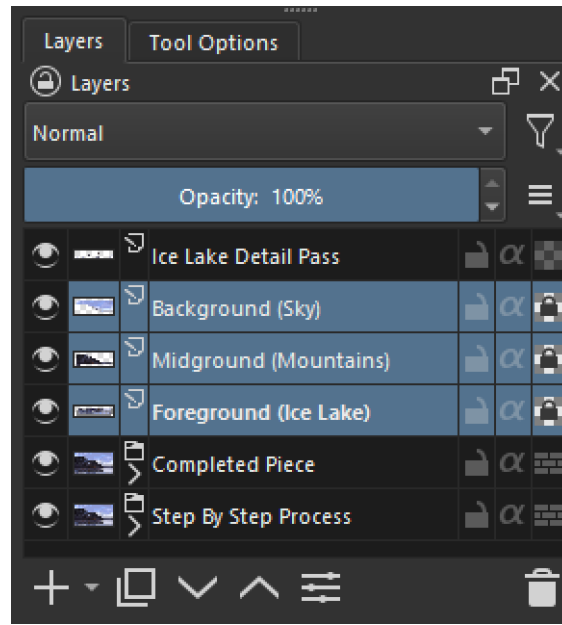 Layers Tool Options
Layers
Normal
Opacity: 100%
Ice Lake Detail Pass
Background (Sky)
Midground (Mountains)
Foreground (Ice Lake)
Completed Piece
Step By Step Process